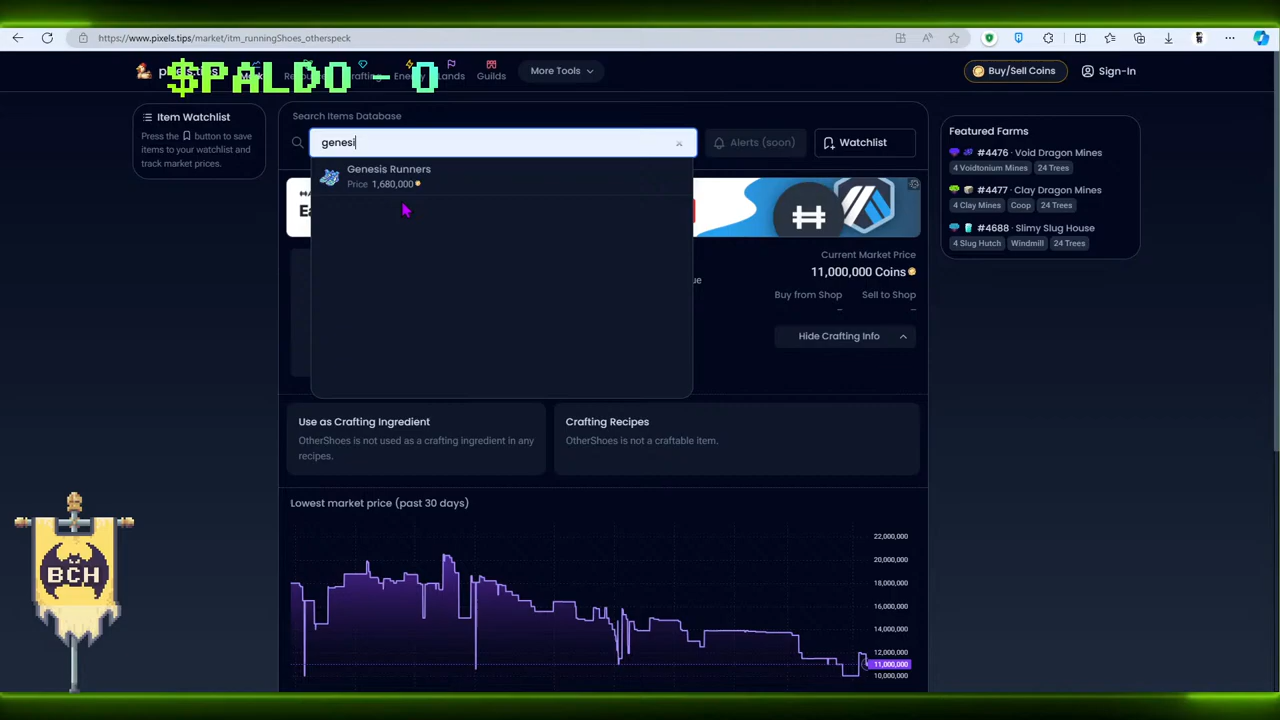 https://www.pixels.tips/market/itm_runningShoes_otherspeck
$PALDO - 0
pixels.tips
Lands
Guilds
More Tools
Buy/Sell Coins
Sign-In
Item Watchlist
Press the button to save
items to your watchlist and
track market prices.
Search Items Database
genesi
Alerts (soon)
Watchlist
Genesis Runners
Price 1,680,000
Current Market Price
11,000,000 Coins
Buy from Shop
Sell to Shop
–
–
Hide Crafting Info
Use as Crafting Ingredient
OtherShoes is not used as a crafting ingredient in any
recipes.
Crafting Recipes
OtherShoes is not a craftable item.
Lowest market price (past 30 days)
22,000,000
20,000,000
18,000,000
16,000,000
14,000,000
12,000,000
11,000,000
10,000,000
Featured Farms
#4476 • Void Dragon Mines
4 Voidtonium Mines
24 Trees
#4477 • Clay Dragon Mines
4 Clay Mines
Coop
24 Trees
#4688 • Slimy Slug House
4 Slug Hutch
Windmill
24 Trees
BCH